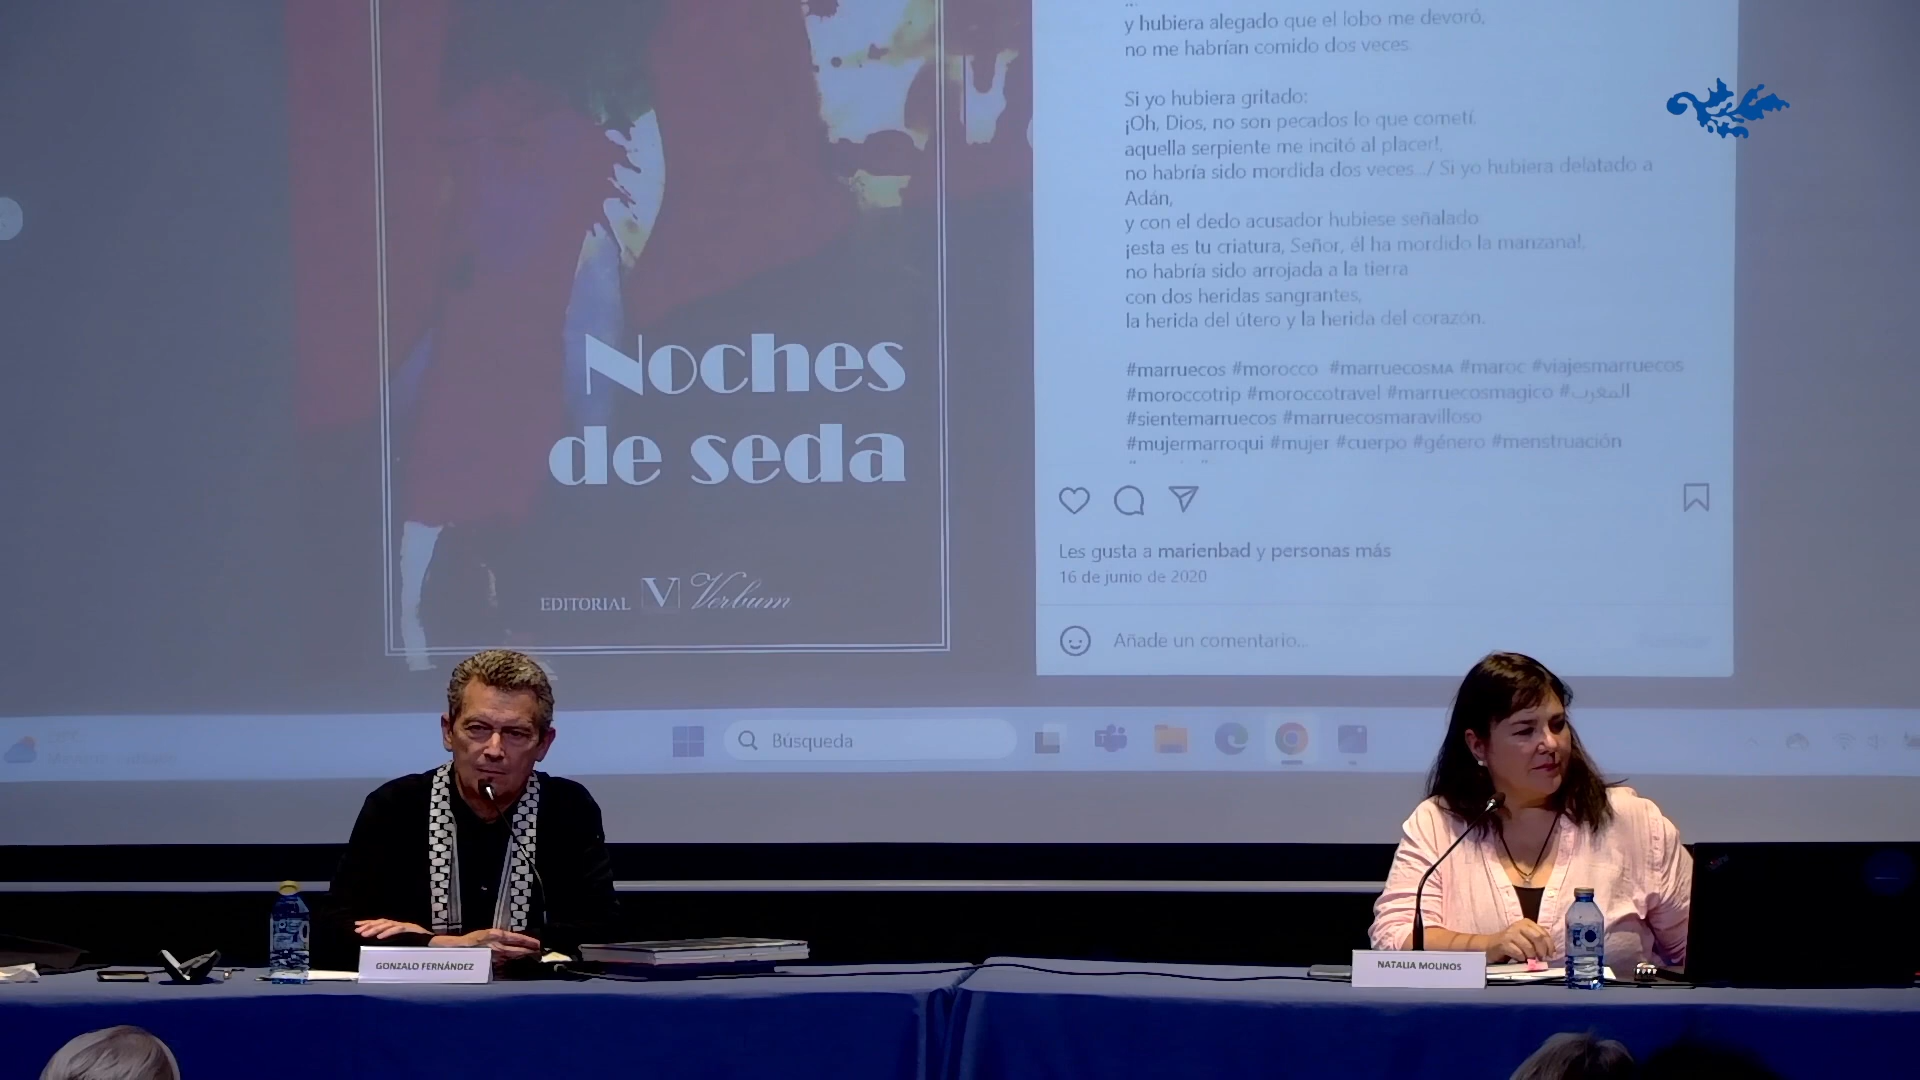 Noches
de seda
EDITORIAL V Verbum
...
y hubiera alegado que el lobo me devoró,
no me habrían comido dos veces.
Si yo hubiera gritado:
¡Oh, Dios, no son pecados lo que cometí,
aquella serpiente me incitó al placer!,
no habría sido mordida dos veces.../ Si yo hubiera delatado a
Adán,
y con el dedo acusador hubiese señalado
¡esta es tu criatura, Señor, él ha mordido la manzana!,
no habría sido arrojada a la tierra
con dos heridas sangrantes,
la herida del útero y la herida del corazón.
#marruecos #morocco #marruecosMA #maroc #viajesmarruecos
#moroccotrip #moroccotravel #marruecosmagico #المغرب
#sientemarruecos #marruecosmaravilloso
#mujermarroqui #mujer #cuerpo #género #menstruación
Les gusta a marienbad y personas más
16 de junio de 2020
Añade un comentario...
Búsqueda
GONZALO FERNÁNDEZ
NATALIA MOLINOS